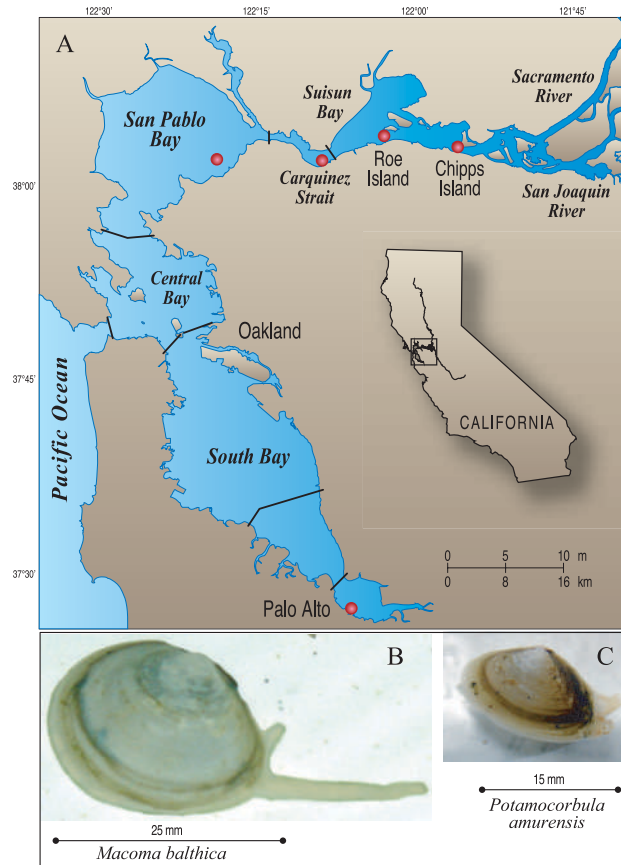 122°30' 122°15' 122°00' 121°45'
A
Sacramento
River
Suisun
Bay
San Pablo
Bay
Roe
Island
Chipps
Island
Carquinez
Strait
San Joaquin
River
38°00'
Central
Bay
Oakland
37°45'
Pacific Ocean
CALIFORNIA
South Bay
0 5 10 m
0 8 16 km
37°30'
Palo Alto
B
C
25 mm
Macoma balthica
15 mm
Potamocorbula
amurensis